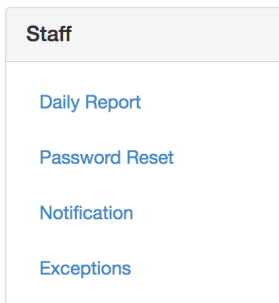 Staff
Daily Report
Password Reset
Notification
Exceptions